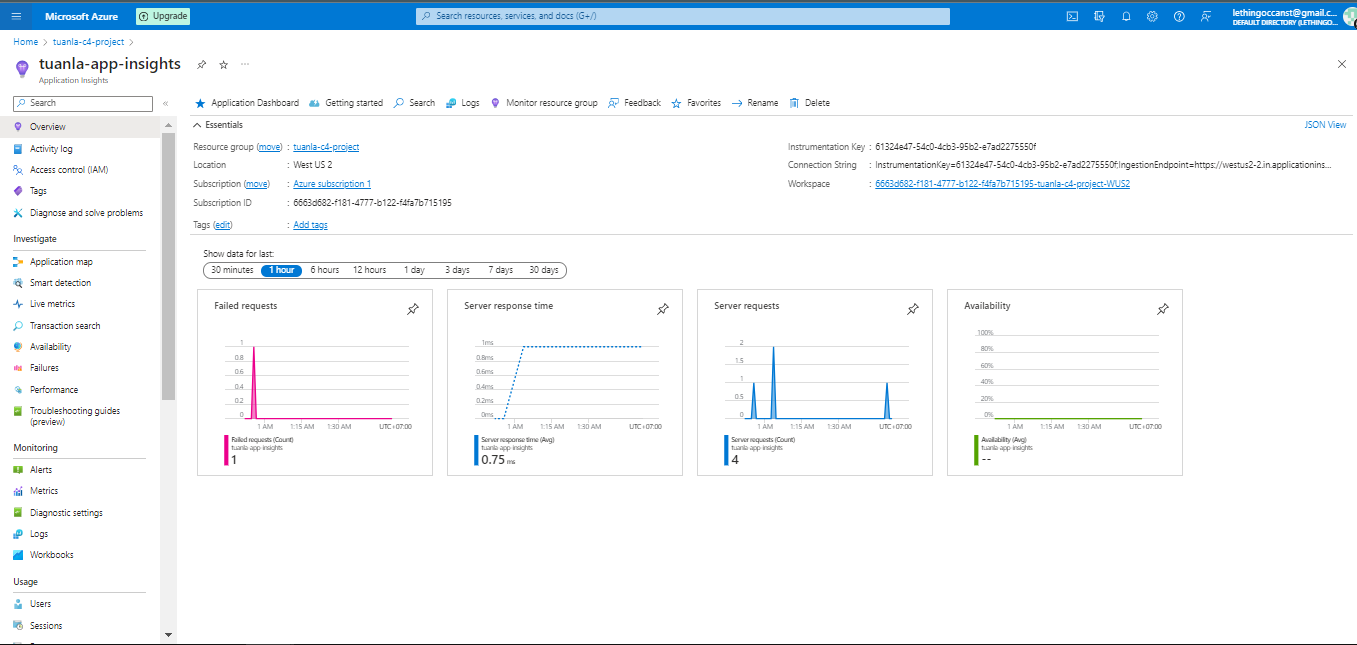 Microsoft Azure
Upgrade
Search resources, services, and docs (G+/)
lethingoccanst@gmail.c...
DEFAULT DIRECTORY (LETHINGO...
Home > tuanla-c4-project >
tuanla-app-insights
Application Insights
Search
Overview
Activity log
Access control (IAM)
Tags
Diagnose and solve problems
Investigate
Application map
Smart detection
Live metrics
Transaction search
Availability
Failures
Performance
Troubleshooting guides
(preview)
Monitoring
Alerts
Metrics
Diagnostic settings
Logs
Workbooks
Usage
Users
Sessions
Application Dashboard Getting started Search Logs Monitor resource group Feedback Favorites Rename Delete
Essentials
JSON View
Resource group (move) : tuanla-c4-project
Location : West US 2
Subscription (move) : Azure subscription 1
Subscription ID : 6663d682-f181-4777-b122-f4fa7b715195
Tags (edit) : Add tags
Instrumentation Key : 61324e47-54c0-4cb3-95b2-e7ad2275550f
Connection String : InstrumentationKey=61324e47-54c0-4cb3-95b2-e7ad2275550f;IngestionEndpoint=https://westus2-2.in.applicationins...
Workspace : 6663d682-f181-4777-b122-f4fa7b715195-tuanla-c4-project-WUS2
Show data for last:
30 minutes 1 hour 6 hours 12 hours 1 day 3 days 7 days 30 days
Failed requests
1
0.8
0.6
0.4
0.2
0
1 AM 1:15 AM 1:30 AM UTC+07:00
Failed requests (Count)
tuanla-app-insights
1
Server response time
1ms
0.8ms
0.6ms
0.4ms
0.2ms
0ms
1 AM 1:15 AM 1:30 AM UTC+07:00
Server response time (Avg)
tuanla-app-insights
0.75 ms
Server requests
2
1.5
1
0.5
0
1 AM 1:15 AM 1:30 AM UTC+07:00
Server requests (Count)
tuanla-app-insights
4
Availability
100%
80%
60%
40%
20%
0%
1 AM 1:15 AM 1:30 AM UTC+07:00
Availability (Avg)
tuanla-app-insights
--